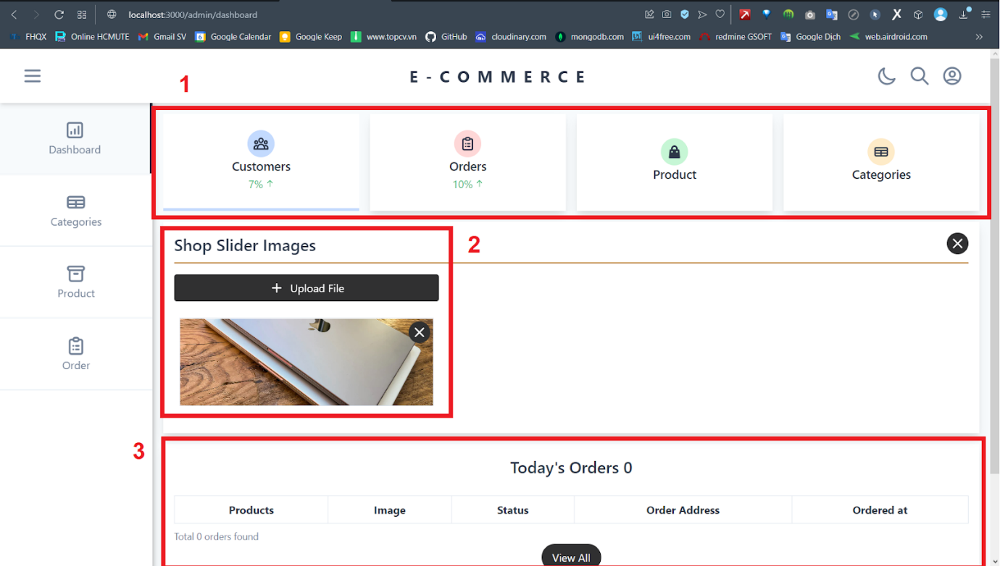 localhost:3000/admin/dashboard
FHQX Online HCMUTE Gmail SV Google Calendar Google Keep www.topcv.vn GitHub cloudinary.com mongodb.com ui4free.com redmine GSOFT Google Dịch web.airdroid.com
1
E-COMMERCE
Dashboard
Categories
Product
Order
Customers
7% ↑
Orders
10% ↑
Product
Categories
2
Shop Slider Images
+ Upload File
3
Today's Orders 0
Products Image Status Order Address Ordered at
Total 0 orders found
View All